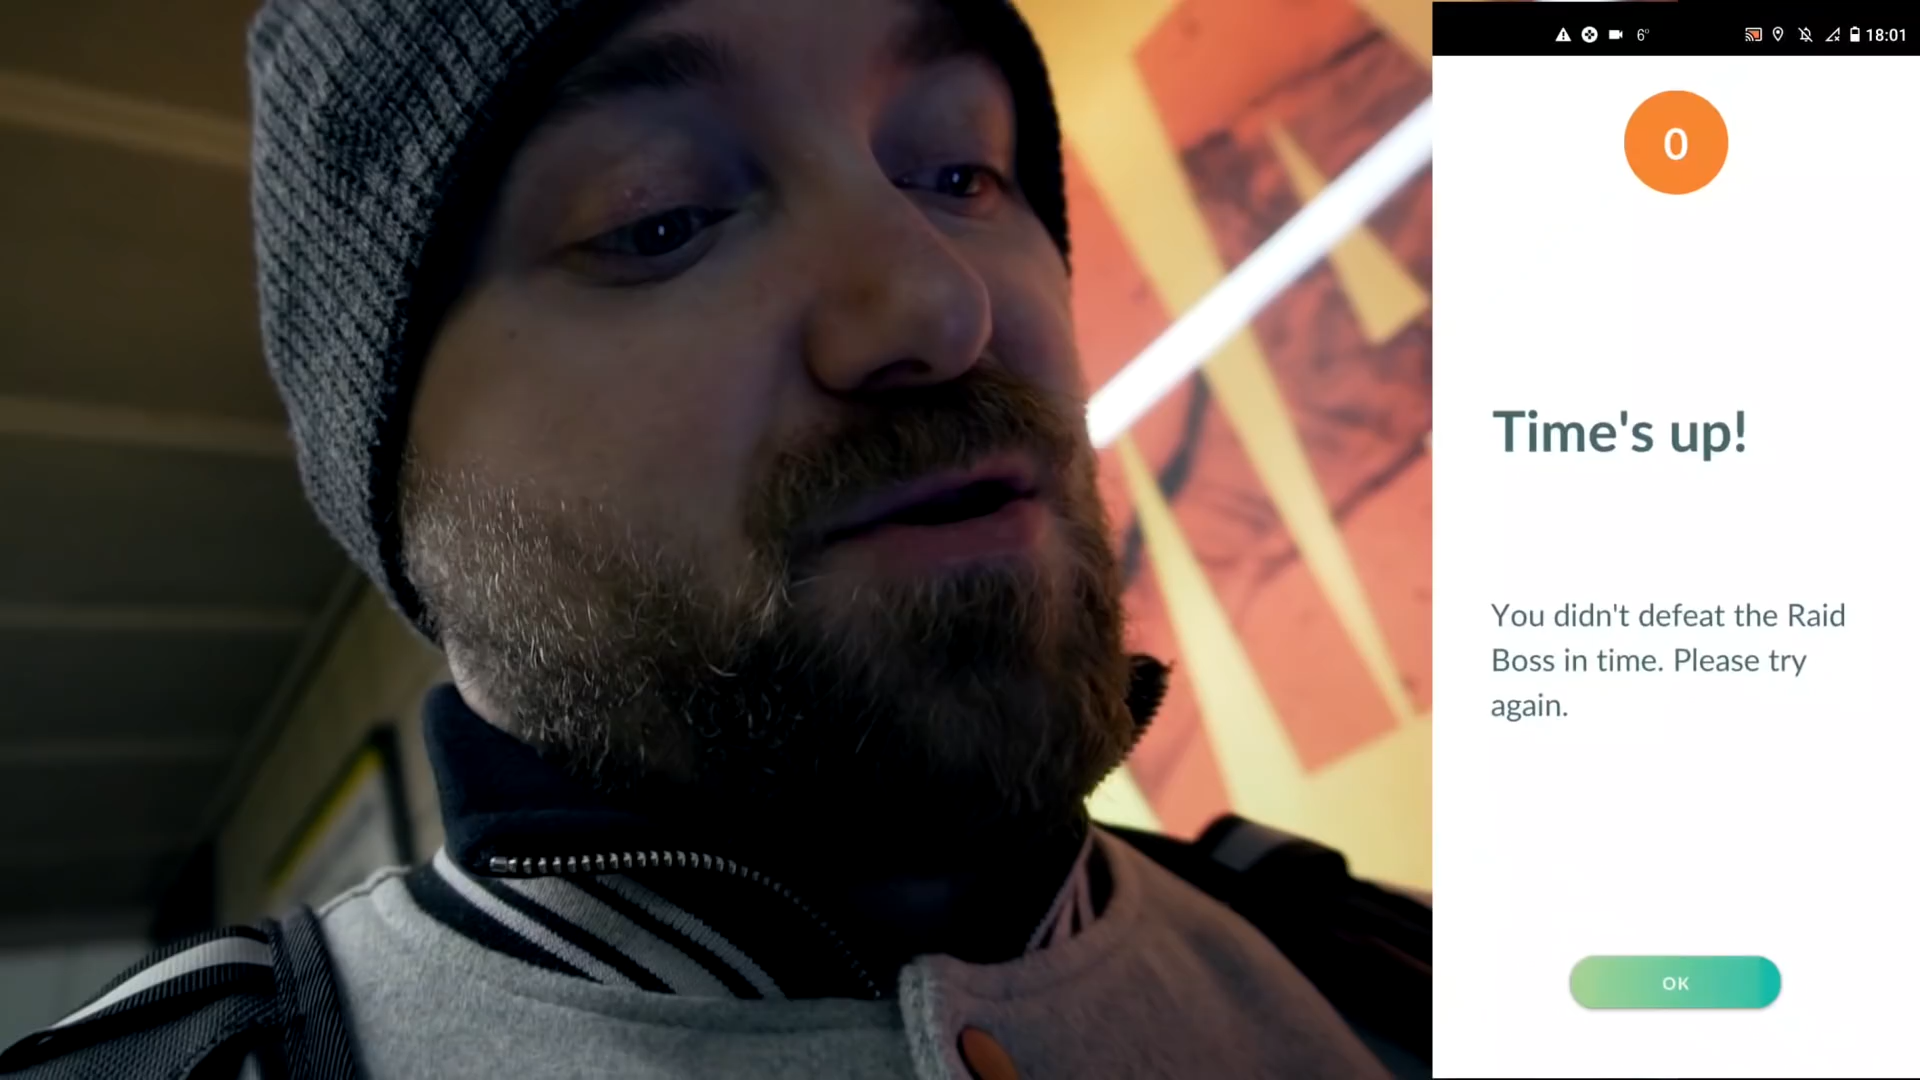 6°
18:01
0
Time's up!
You didn't defeat the Raid
Boss in time. Please try
again.
OK